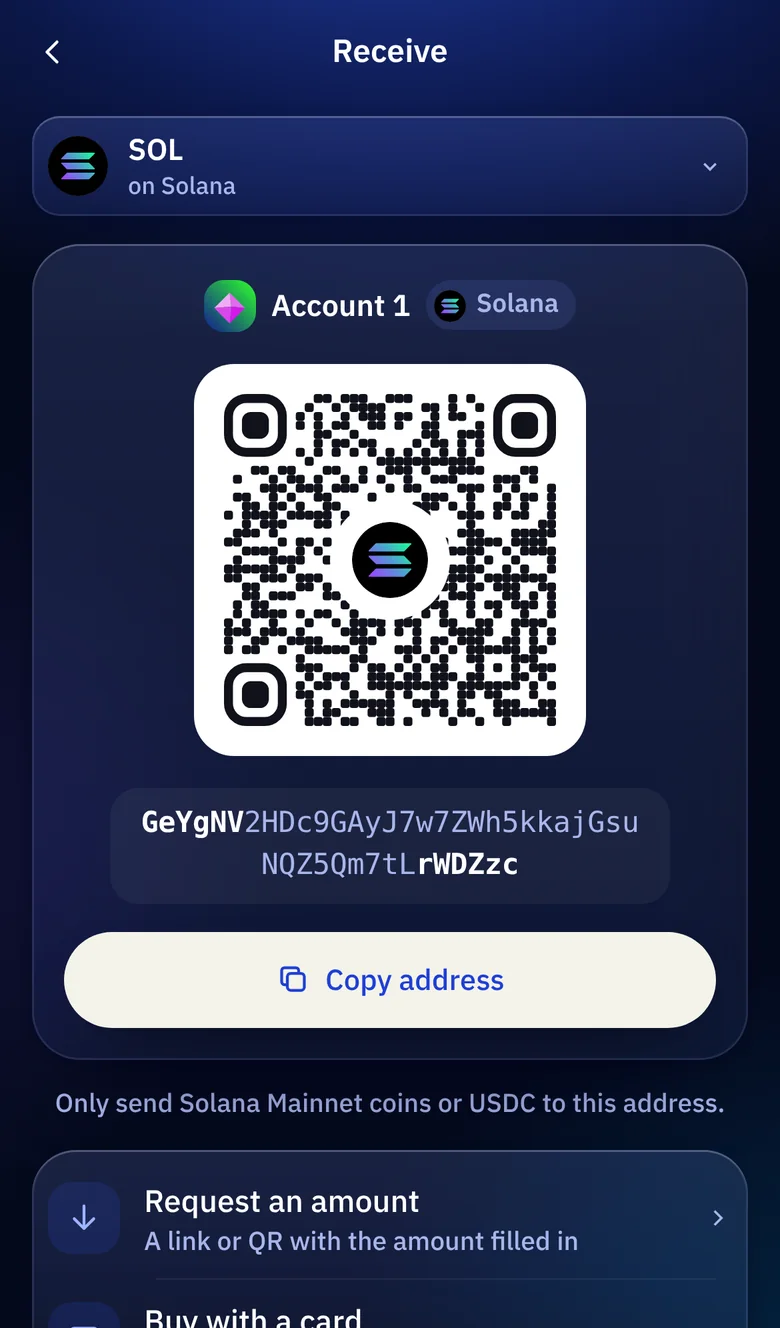 Receive
SOL
on Solana
Account 1
Solana
GeYgNV2HDc9GAyJ7w7ZWh5kkajGsu
NQZ5Qm7tLrWDZzc
Copy address
Only send Solana Mainnet coins or USDC to this address.
Request an amount
A link or QR with the amount filled in
Buy with a card